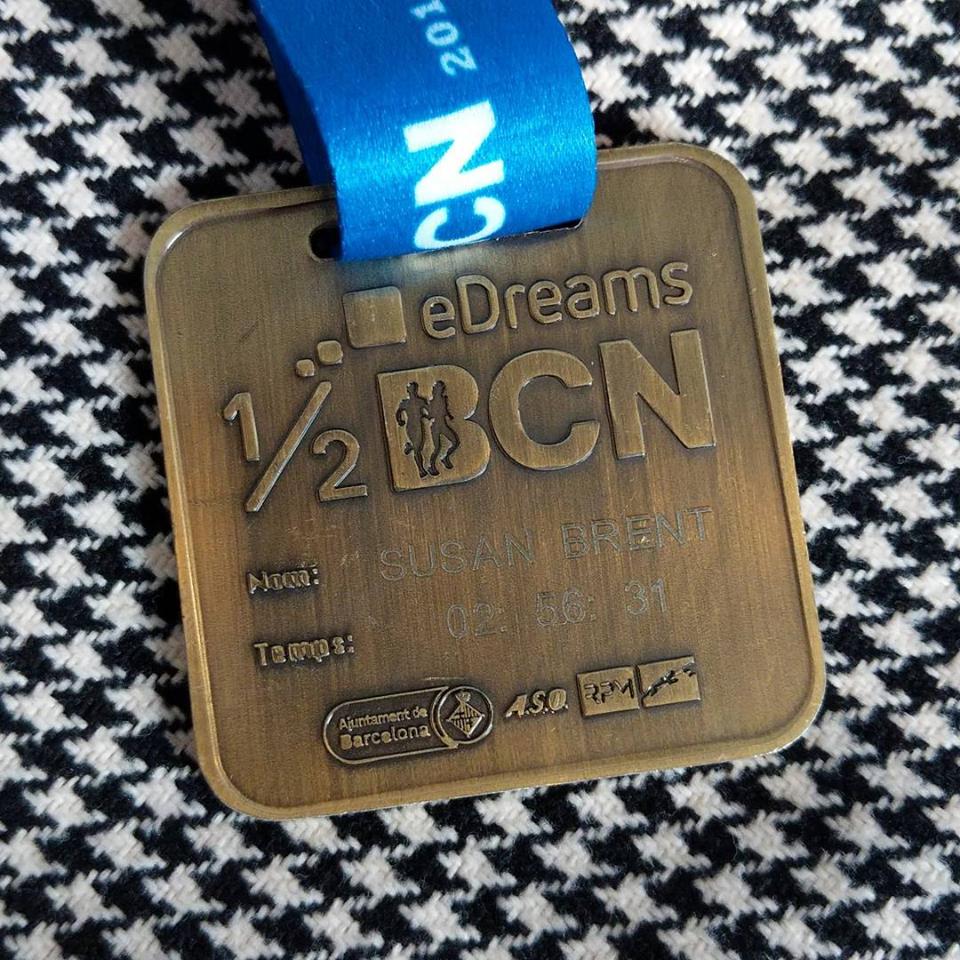 201
CN
eDreams
1/2 BCN
Nom: SUSAN BRENT
Temps: 02: 56: 31
Ajuntament de
Barcelona
A.S.O. RPM